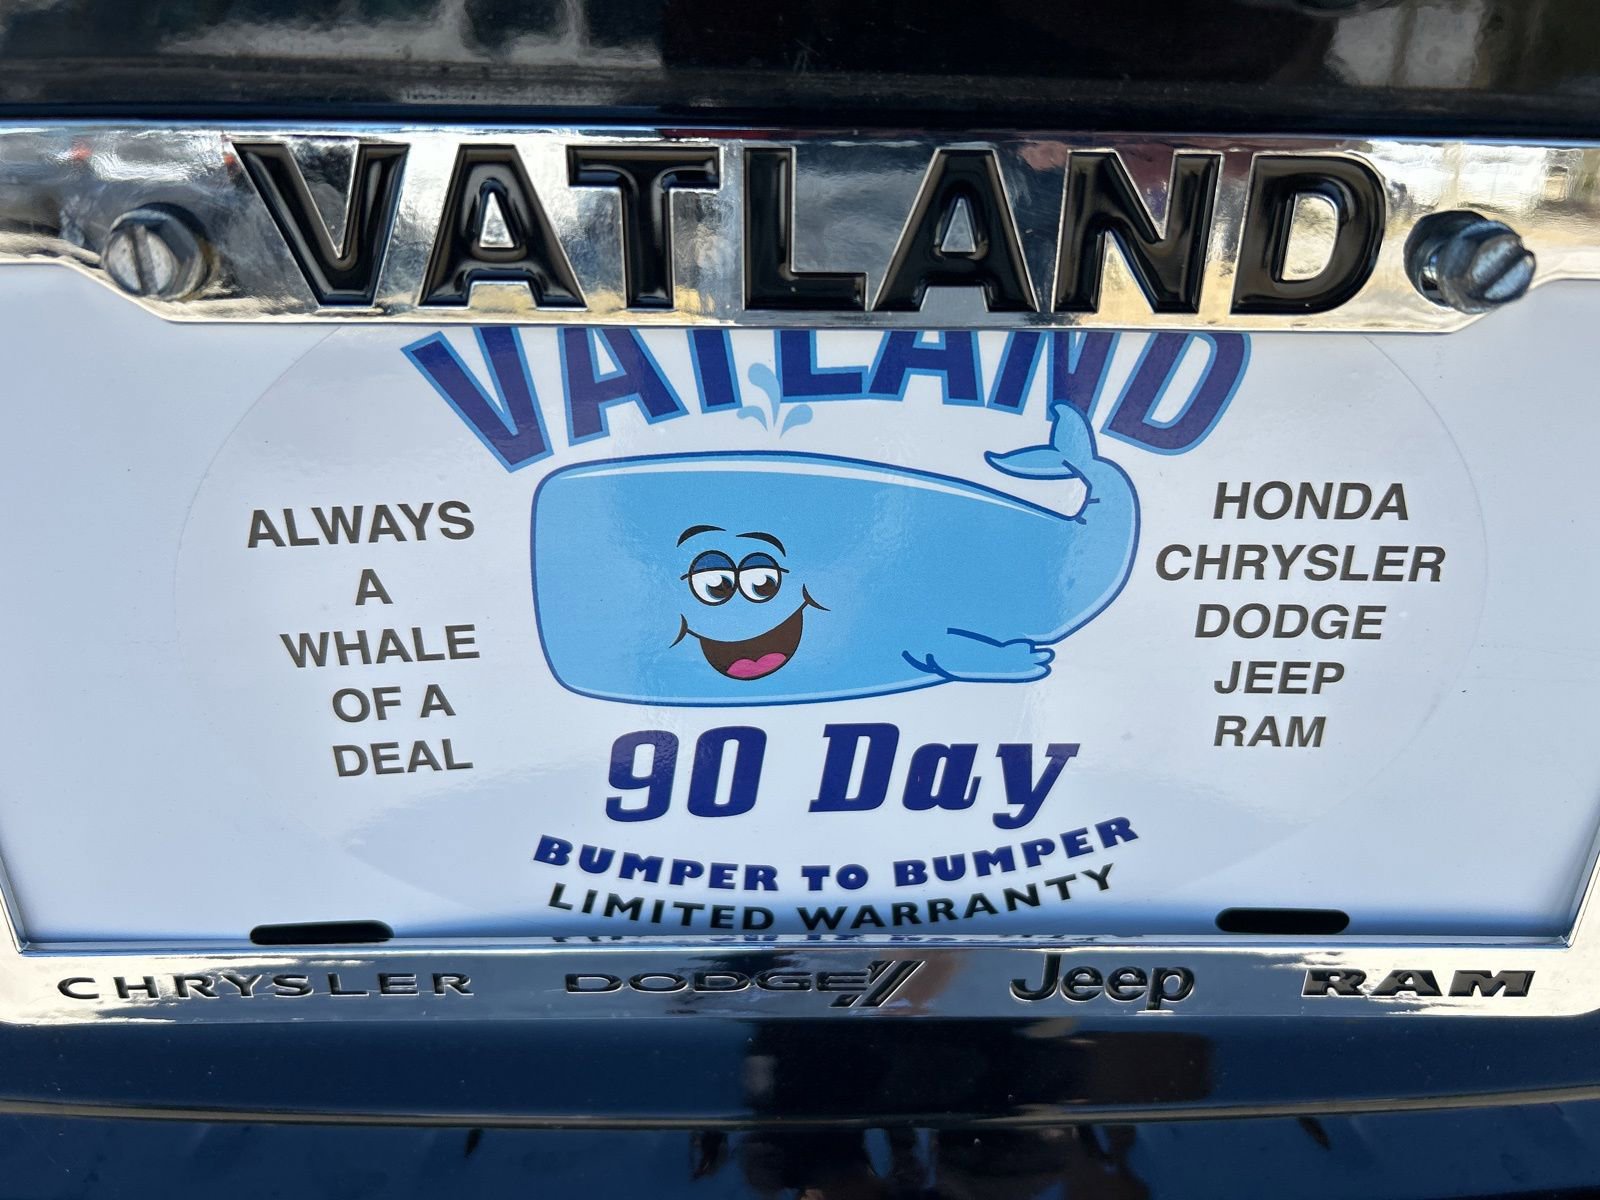 VATLAND
VATLAND
ALWAYS
A
WHALE
OF A
DEAL
HONDA
CHRYSLER
DODGE
JEEP
RAM
90 Day
BUMPER TO BUMPER
LIMITED WARRANTY
CHRYSLER DODGE Jeep RAM